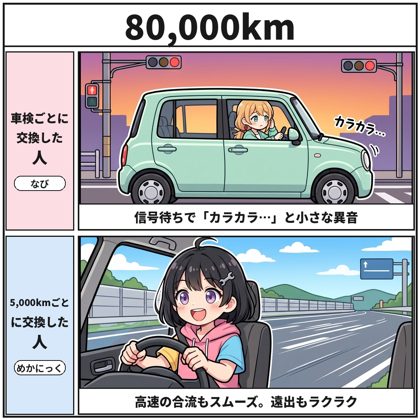 80,000km
車検ごとに
交換した
人
なび
カラカラ…
信号待ちで「カラカラ…」と小さな異音
5,000kmごと
に交換した
人
めかにっく
高速の合流もスムーズ。遠出もラクラク